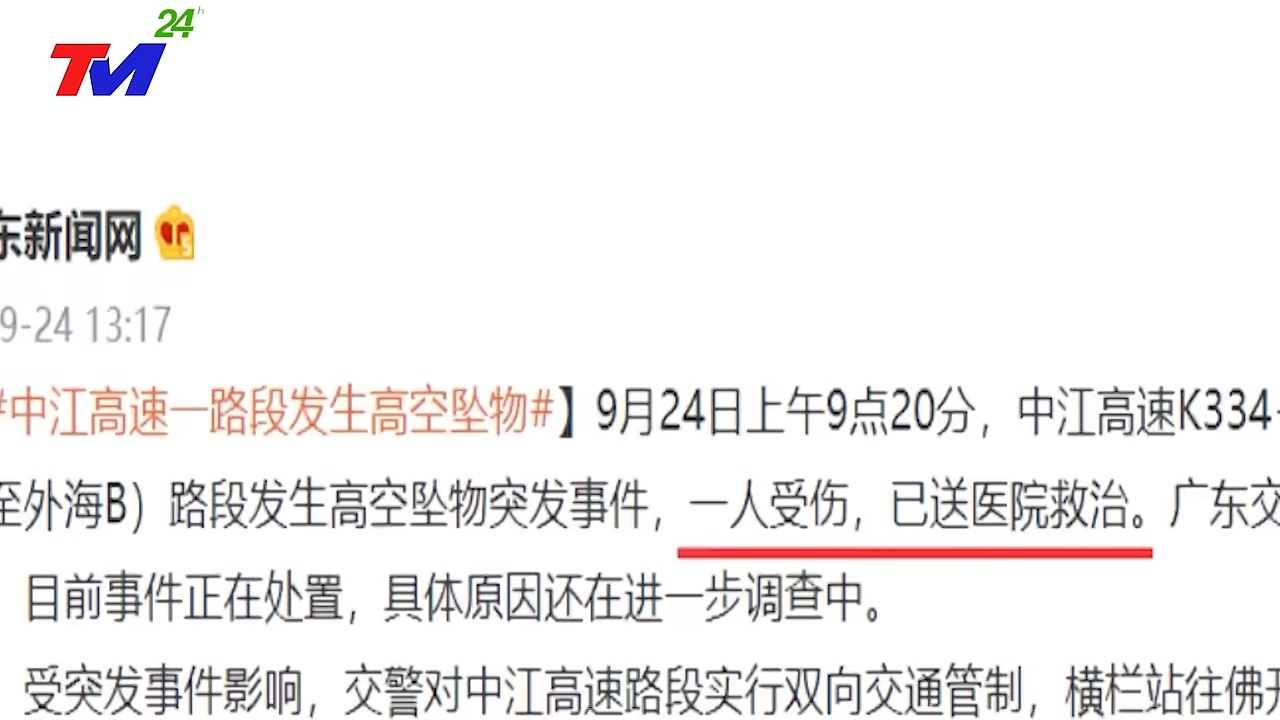 24h
TM
东新闻网
9-24 13:17
#中江高速一路段发生高空坠物#】9月24日上午9点20分，中江高速K334+
至外海B）路段发生高空坠物突发事件，一人受伤，已送医院救治。广东交
目前事件正在处置，具体原因还在进一步调查中。
受突发事件影响，交警对中江高速路段实行双向交通管制，横栏站往佛开